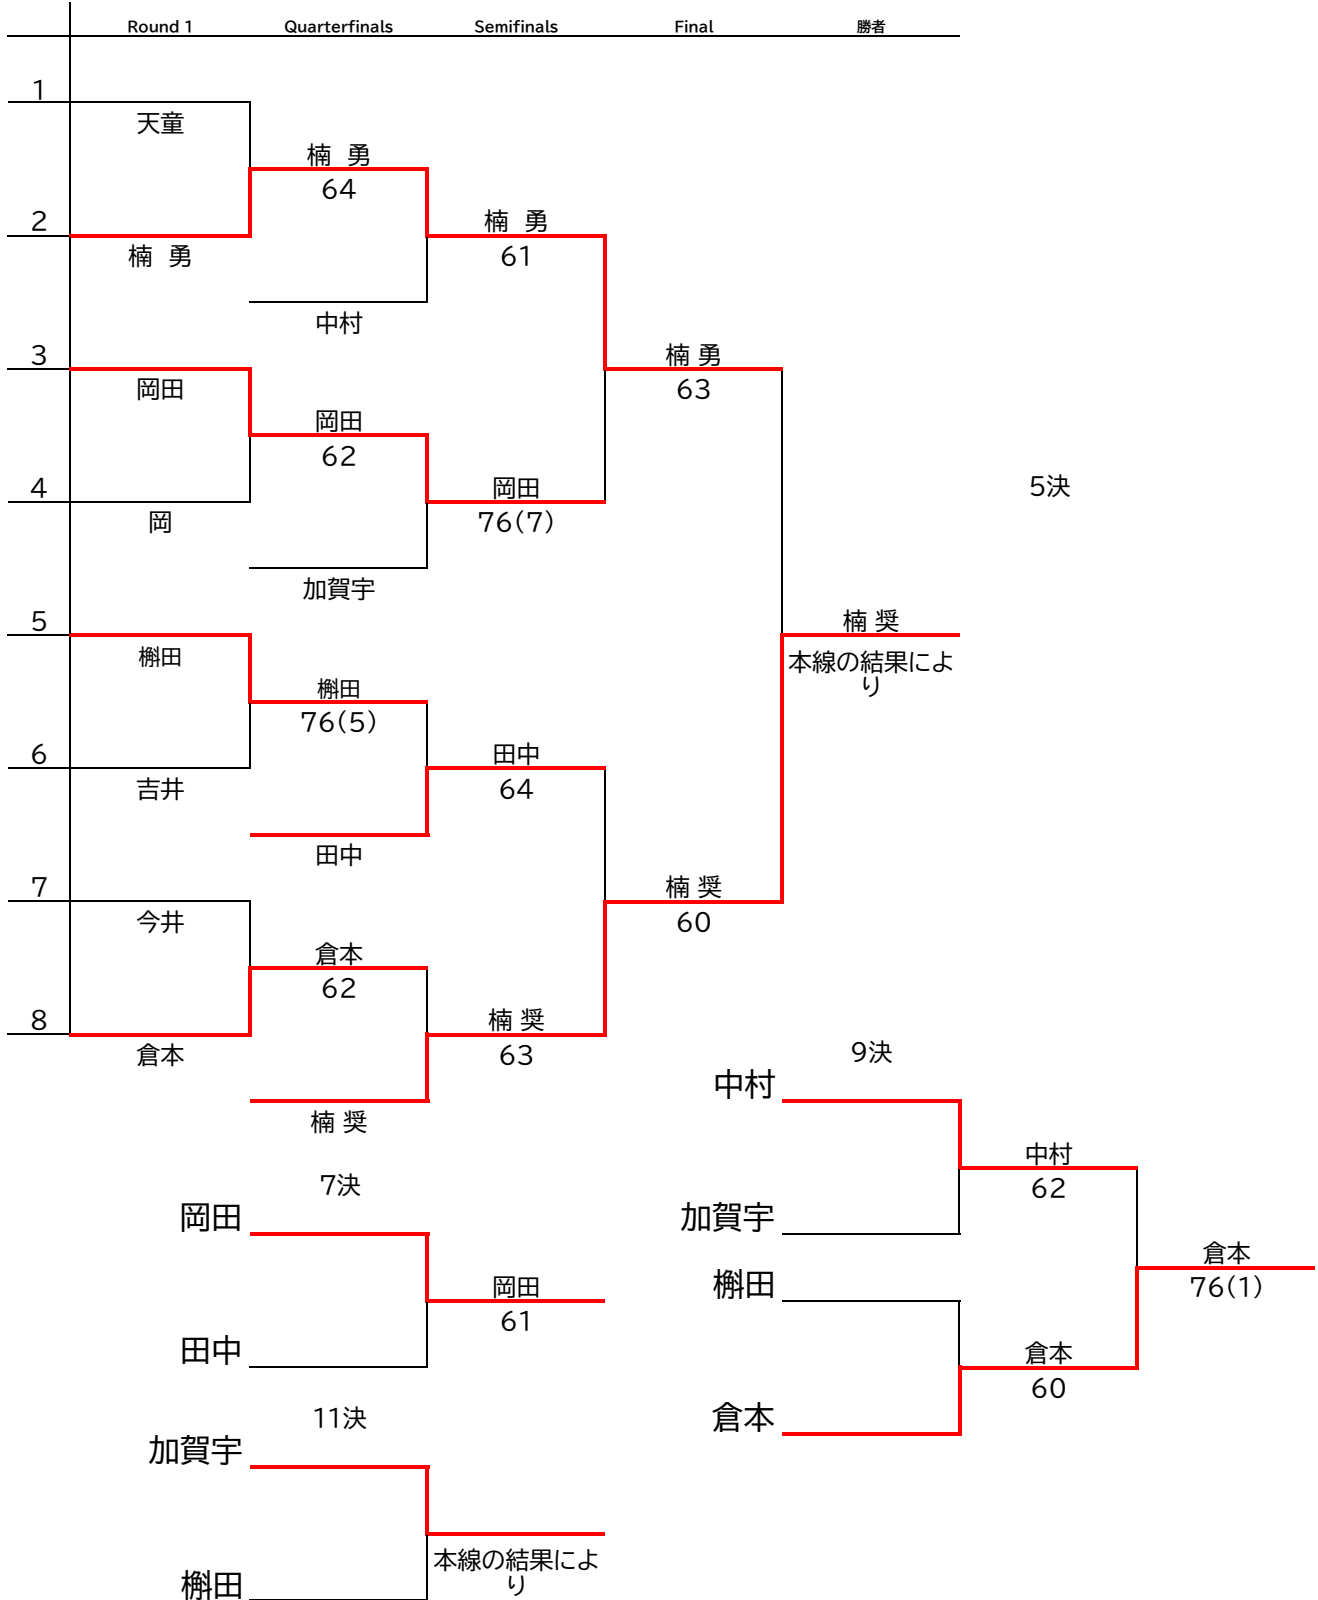 Round 1 Quarterfinals Semifinals Final 勝者
1
天童
楠 勇
64
2
楠 勇
楠 勇
61
中村
3
楠 勇
岡田
63
岡田
62
4
岡田
5決
岡
76(7)
加賀宇
5
楠 奨
槲田
本線の結果によ
り
槲田
76(5)
6
田中
吉井
64
田中
7
楠 奨
今井
60
倉本
62
8
楠 奨
倉本
63
9決
中村
楠 奨
中村
62
7決
岡田
加賀宇
倉本
76(1)
岡田
61
槲田
田中
倉本
60
11決
倉本
加賀宇
本線の結果によ
り
槲田